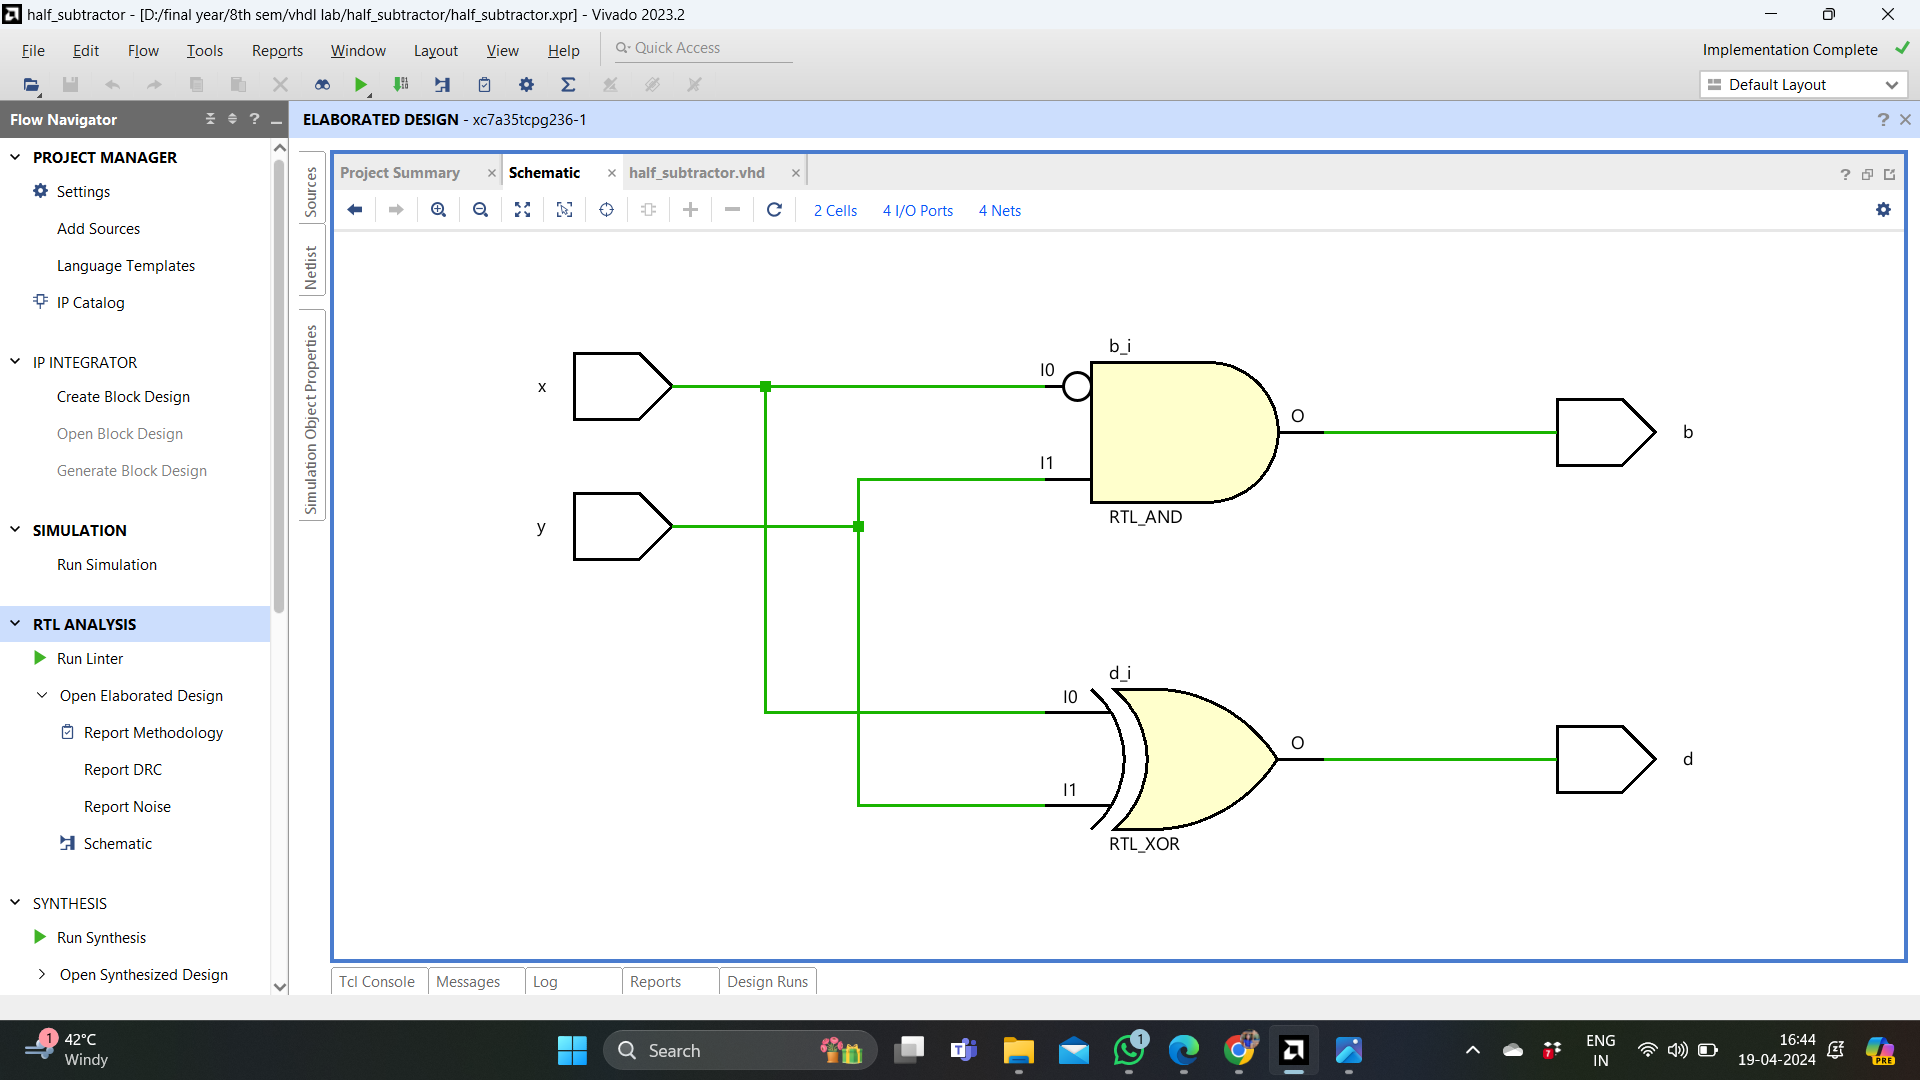 half_subtractor - [D:/final year/8th sem/vhdl lab/half_subtractor/half_subtractor.xpr] - Vivado 2023.2
File Edit Flow Tools Reports Window Layout View Help Quick Access
Implementation Complete
Default Layout
Flow Navigator
ELABORATED DESIGN - xc7a35tcpg236-1
PROJECT MANAGER
Settings
Add Sources
Language Templates
IP Catalog
IP INTEGRATOR
Create Block Design
Open Block Design
Generate Block Design
SIMULATION
Run Simulation
RTL ANALYSIS
Run Linter
Open Elaborated Design
Report Methodology
Report DRC
Report Noise
Schematic
SYNTHESIS
Run Synthesis
Open Synthesized Design
Sources
Netlist
Simulation Object Properties
Project Summary Schematic half_subtractor.vhd
2 Cells 4 I/O Ports 4 Nets
b_i
x
I0
O
b
I1
RTL_AND
y
d_i
I0
O
d
I1
RTL_XOR
Tcl Console Messages Log Reports Design Runs
1
42°C
Windy
Search
1
7
ENG
IN
16:44
19-04-2024
PRE